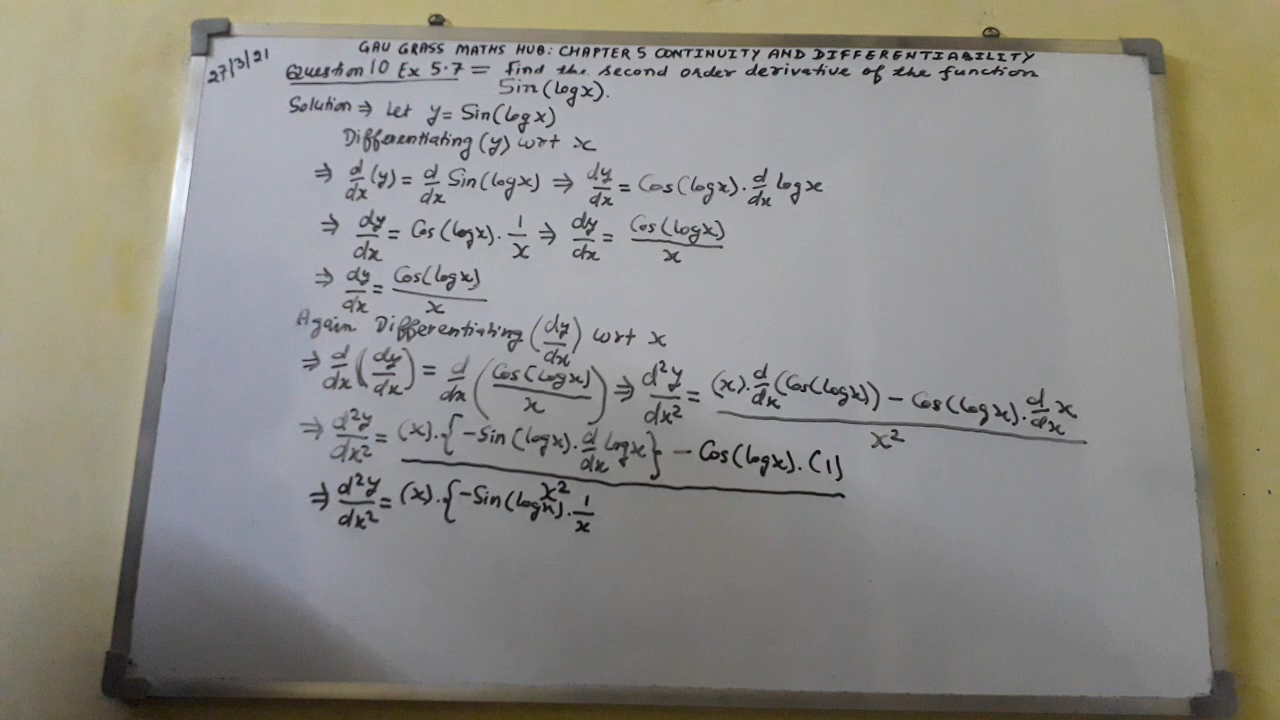 GAU GRASS MATHS HUB: CHAPTER 5 CONTINUITY AND DIFFERENTIABILITY
27/3/21
Question 10 Ex 5.7 = Find the second order derivative of the function
Sin(logx).
Solution ⇒ Let y = Sin(logx)
Differentiating (y) wrt x
⇒ d/dx (y) = d/dx Sin(logx) ⇒ dy/dx = Cos(logx) . d/dx logx
⇒ dy/dx = Cos(logx) . 1/x ⇒ dy/dx = Cos(logx)/x
⇒ dy/dx = Cos(logx)/x
Again Differentiating (dy/dx) wrt x
⇒ d/dx (dy/dx) = d/dx (Cos(logx)/x) ⇒ d²y/dx² = (x) . d/dx (Cos(logx)) – Cos(logx) . d/dx x / x²
⇒ d²y/dx² = (x) . {–Sin(logx) . d/dx logx} – Cos(logx) . (1) / x²
⇒ d²y/dx² = (x) . {–Sin(logx) . 1/x